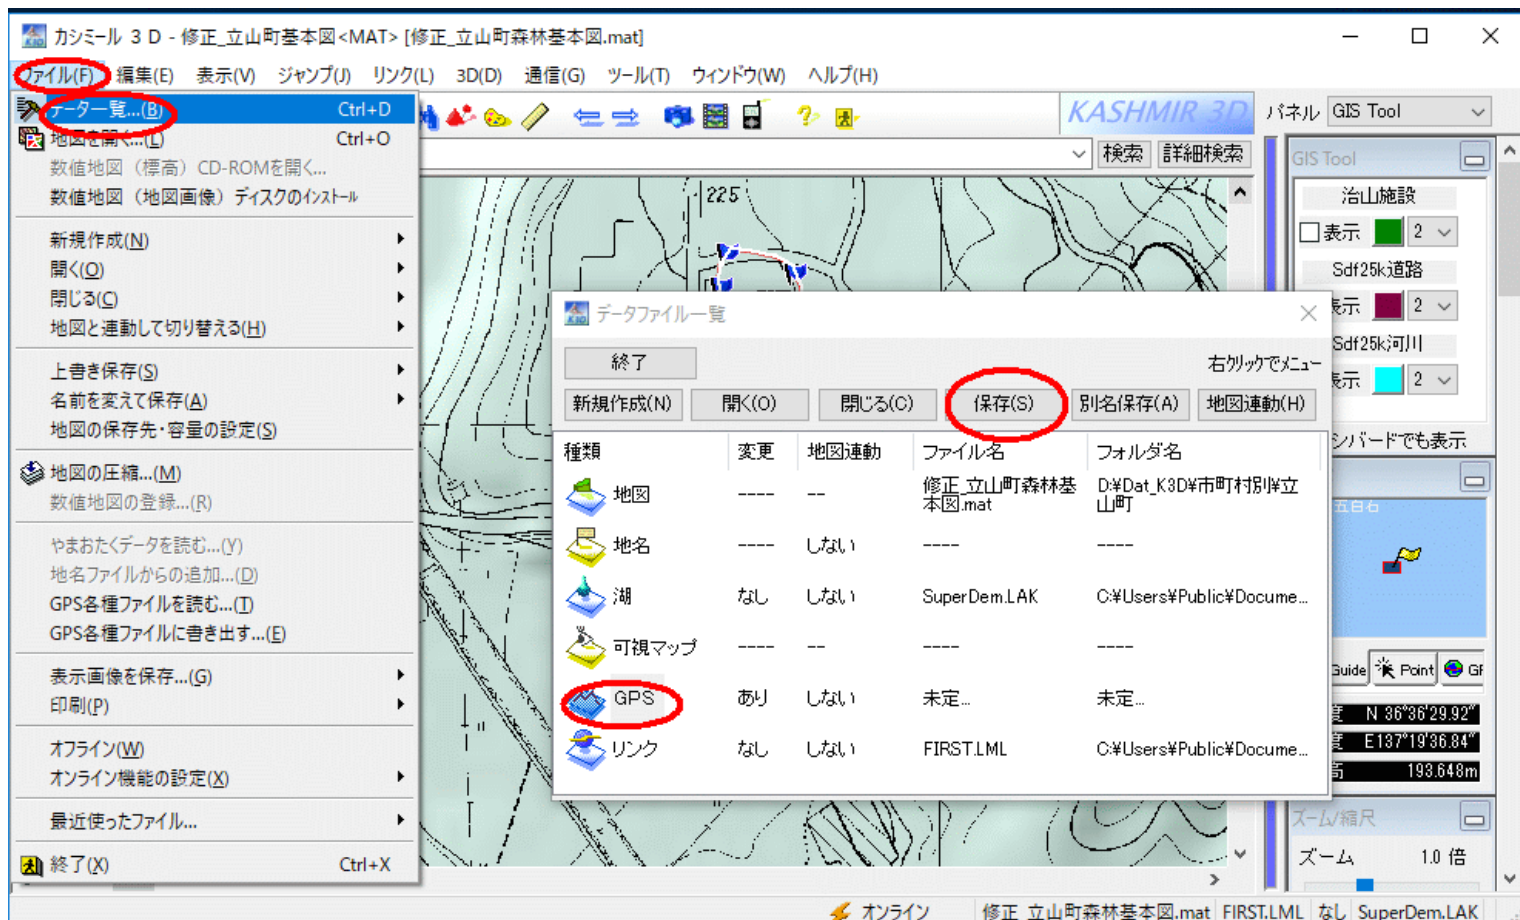 カシミール 3D - 修正_立山町基本図<MAT> [修正_立山町森林基本図.mat]
ファイル(F) 編集(E) 表示(V) ジャンプ(J) リンク(L) 3D(D) 通信(G) ツール(T) ウィンドウ(W) ヘルプ(H)
データ一覧...(B) Ctrl+D
地図を開く...(L) Ctrl+O
数値地図（標高）CD-ROMを開く...
数値地図（地図画像）ディスクのインストール
新規作成(N)
開く(O)
閉じる(C)
地図と連動して切り替える(H)
上書き保存(S)
名前を変えて保存(A)
地図の保存先・容量の設定(S)
地図の圧縮...(M)
数値地図の登録...(R)
やまおたくデータを読む...(Y)
地名ファイルからの追加...(D)
GPS各種ファイルを読む...(T)
GPS各種ファイルに書き出す...(E)
表示画像を保存...(G)
印刷(P)
オフライン(W)
オンライン機能の設定(X)
最近使ったファイル...
終了(X) Ctrl+X
KASHMIR 3D
検索 詳細検索
225
データファイル一覧
終了 右クリックでメニュー
新規作成(N) 開く(O) 閉じる(C) 保存(S) 別名保存(A) 地図連動(H)
種類 変更 地図連動 ファイル名 フォルダ名
地図 ---- -- 修正_立山町森林基本図.mat D:¥Dat_K3D¥市町村別¥立山町
地名 ---- しない ---- ----
湖 なし しない SuperDem.LAK C:¥Users¥Public¥Docume...
可視マップ ---- -- ---- ----
GPS あり しない 未定... 未定...
リンク なし しない FIRST.LML C:¥Users¥Public¥Docume...
パネル GIS Tool
GIS Tool
治山施設
表示 2
Sdf25k道路
表示 2
Sdf25k河川
表示 2
シバードでも表示
五百石
Guide Point GF
度 N 36°36'29.92"
度 E137°19'36.84"
高 193.648m
ズーム/縮尺
ズーム 1.0 倍
オンライン 修正_立山町森林基本図.mat FIRST.LML なし SuperDem.LAK